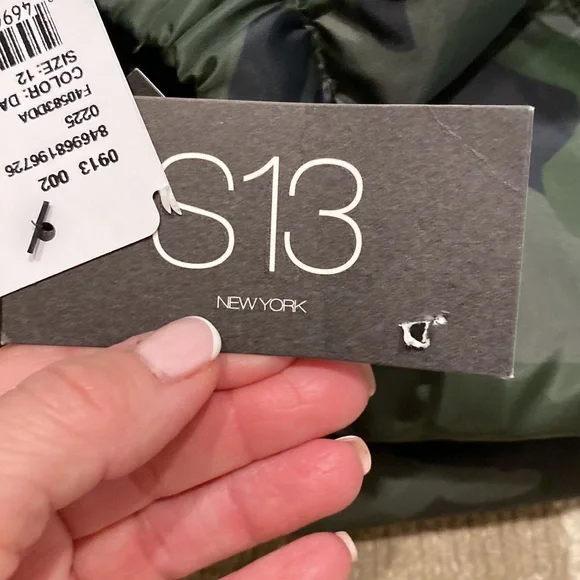 S13
NEW YORK
SIZE: 12
COLOR: DA
F40583DDA
0225
846968196726
0913 002